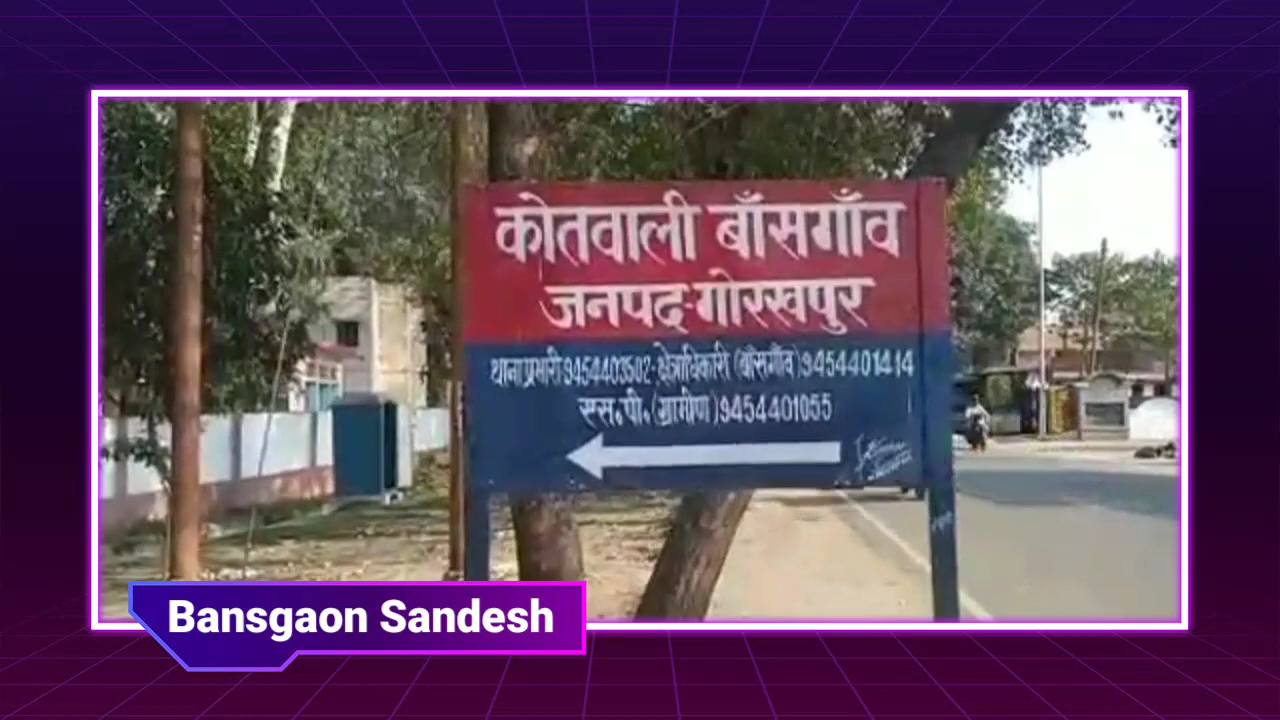 कोतवाली बाँसगाँव
जनपद-गोरखपुर
थाना प्रभारी 9454403502-क्षेत्राधिकारी (बाँसगाँव) 9454401414
एस.पी. (ग्रामीण) 9454401055
Bansgaon Sandesh